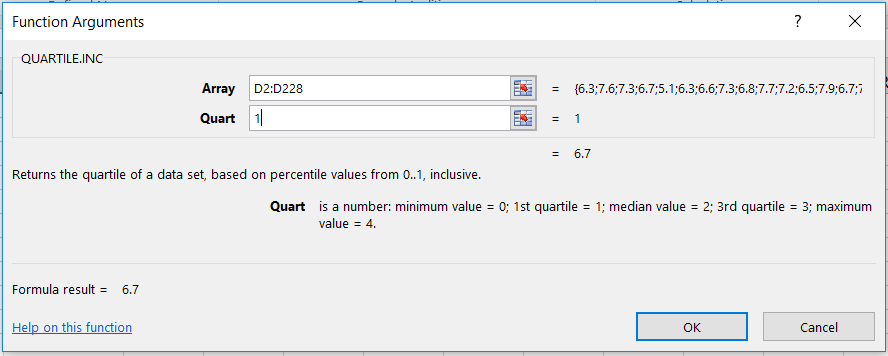 Function Arguments ?
QUARTILE.INC
Array D2:D228 = {6.3;7.6;7.3;6.7;5.1;6.3;6.6;7.3;6.8;7.7;7.2;6.5;7.9;6.7;7
Quart 1 = 1
= 6.7
Returns the quartile of a data set, based on percentile values from 0..1, inclusive.
Quart is a number: minimum value = 0; 1st quartile = 1; median value = 2; 3rd quartile = 3; maximum
value = 4.
Formula result = 6.7
Help on this function OK Cancel